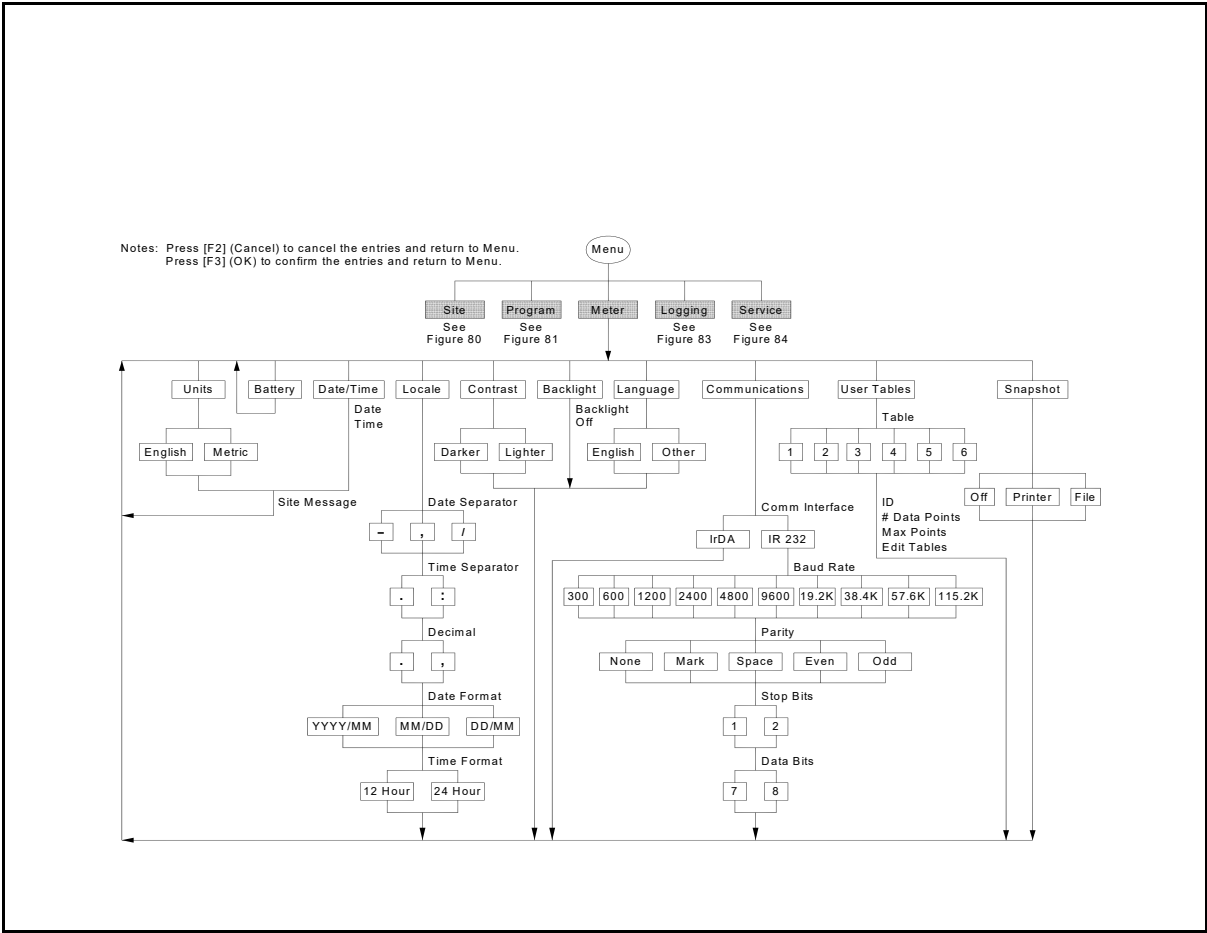 Notes: Press [F2] (Cancel) to cancel the entries and return to Menu.
Press [F3] (OK) to confirm the entries and return to Menu.
Menu
Site Program Meter Logging Service
See See See See
Figure 80 Figure 81 Figure 83 Figure 84
Units Battery Date/Time Locale Contrast Backlight Language Communications User Tables Snapshot
Date
Time
Backlight
Off
Table
English Metric Darker Lighter English Other 1 2 3 4 5 6
Off Printer File
Site Message
Date Separator
– , /
Comm Interface
IrDA IR 232
ID
# Data Points
Max Points
Edit Tables
Time Separator
. :
Baud Rate
300 600 1200 2400 4800 9600 19.2K 38.4K 57.6K 115.2K
Decimal
. ,
Parity
None Mark Space Even Odd
Date Format
YYYY/MM MM/DD DD/MM
Stop Bits
1 2
Time Format
12 Hour 24 Hour
Data Bits
7 8